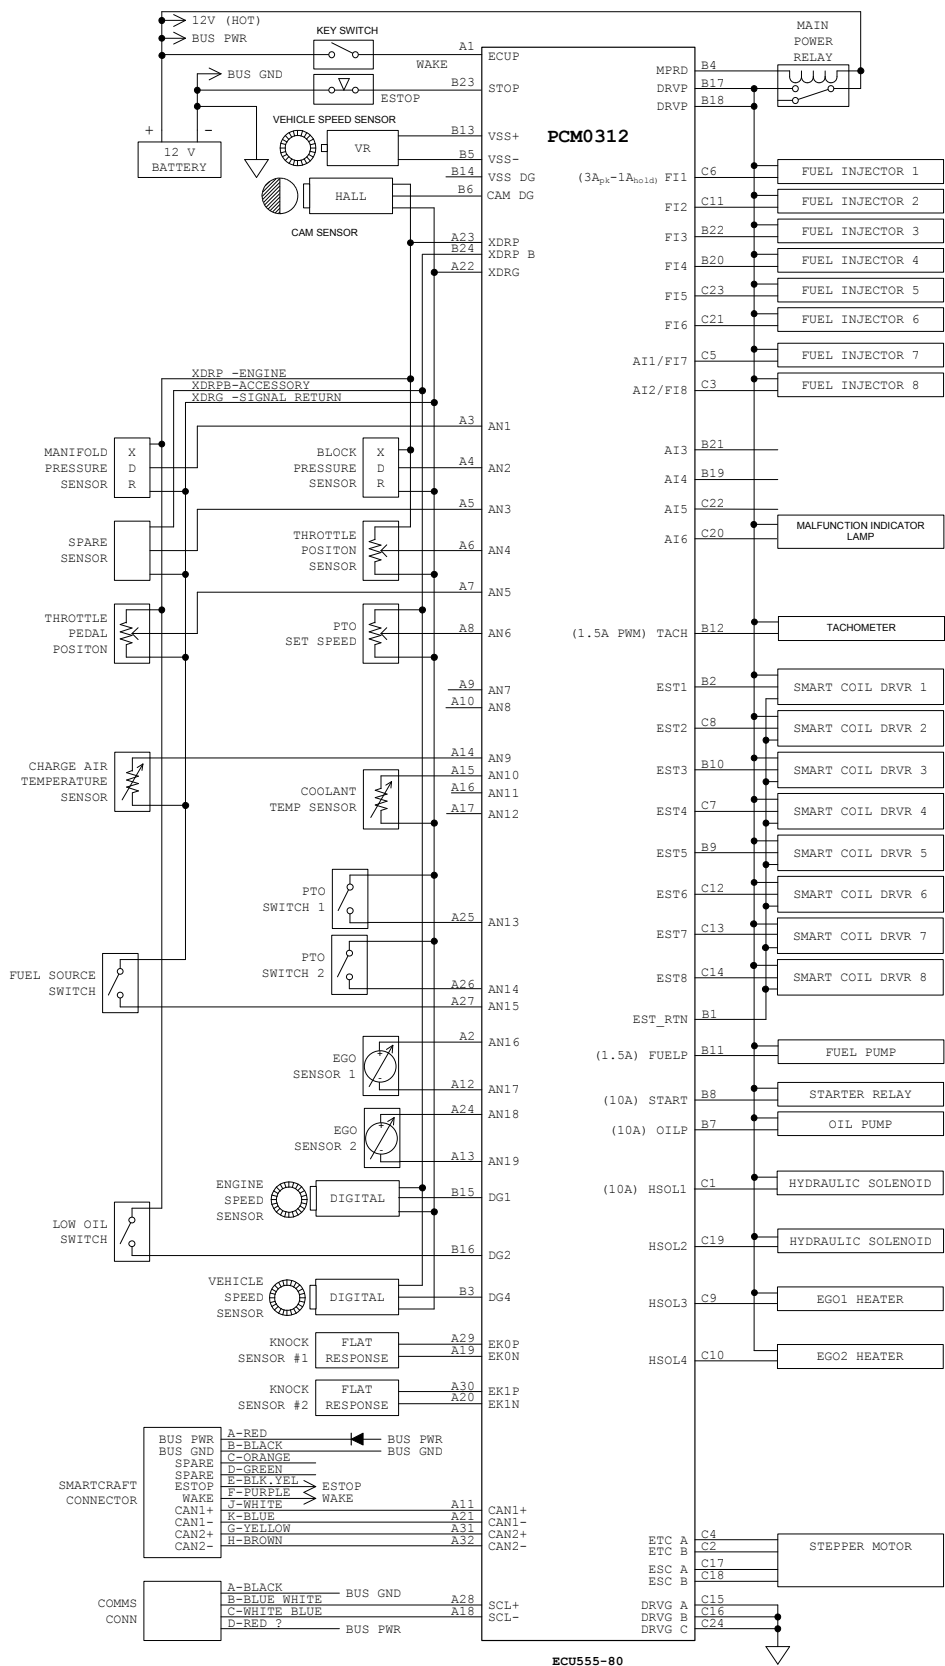 12V (HOT)
BUS PWR
KEY SWITCH
A1
ECUP
WAKE
MAIN
POWER
RELAY
B4
MPRD
BUS GND
B23
STOP
ESTOP
B17
DRVP
B18
DRVP
+ -
12 V
BATTERY
VEHICLE SPEED SENSOR
VR
B13
VSS+
B5
VSS-
B14
VSS DG
PCM0312
HALL
B6
CAM DG
CAM SENSOR
A23
XDRP
B24
XDRP B
A22
XDRG
(3Apk-1Ahold) FI1 C6 FUEL INJECTOR 1
FI2 C11 FUEL INJECTOR 2
FI3 B22 FUEL INJECTOR 3
FI4 B20 FUEL INJECTOR 4
FI5 C23 FUEL INJECTOR 5
FI6 C21 FUEL INJECTOR 6
AI1/FI7 C5 FUEL INJECTOR 7
AI2/FI8 C3 FUEL INJECTOR 8
XDRP -ENGINE
XDRPB-ACCESSORY
XDRG -SIGNAL RETURN
A3 AN1
MANIFOLD
PRESSURE
SENSOR
X
D
R
BLOCK
PRESSURE
SENSOR
X
D
R
A4 AN2
AI3 B21
AI4 B19
AI5 C22
AI6 C20
MALFUNCTION INDICATOR
LAMP
A5 AN3
SPARE
SENSOR
THROTTLE
POSITON
SENSOR
A6 AN4
A7 AN5
THROTTLE
PEDAL
POSITON
PTO
SET SPEED
A8 AN6
(1.5A PWM) TACH B12 TACHOMETER
A9 AN7
A10 AN8
EST1 B2 SMART COIL DRVR 1
EST2 C8 SMART COIL DRVR 2
EST3 B10 SMART COIL DRVR 3
EST4 C7 SMART COIL DRVR 4
EST5 B9 SMART COIL DRVR 5
EST6 C12 SMART COIL DRVR 6
EST7 C13 SMART COIL DRVR 7
EST8 C14 SMART COIL DRVR 8
EST_RTN B1
A14 AN9
CHARGE AIR
TEMPERATURE
SENSOR
A15 AN10
COOLANT
TEMP SENSOR
A16 AN11
A17 AN12
PTO
SWITCH 1
A25 AN13
PTO
SWITCH 2
A26 AN14
FUEL SOURCE
SWITCH
A27 AN15
A2 AN16
EGO
SENSOR 1
A12 AN17
A24 AN18
EGO
SENSOR 2
A13 AN19
(1.5A) FUELP B11 FUEL PUMP
(10A) START B8 STARTER RELAY
(10A) OILP B7 OIL PUMP
(10A) HSOL1 C1 HYDRAULIC SOLENOID
HSOL2 C19 HYDRAULIC SOLENOID
HSOL3 C9 EGO1 HEATER
HSOL4 C10 EGO2 HEATER
ENGINE
SPEED
SENSOR
DIGITAL
B15 DG1
LOW OIL
SWITCH
B16 DG2
VEHICLE
SPEED
SENSOR
DIGITAL
B3 DG4
KNOCK
SENSOR #1
FLAT
RESPONSE
A29 EK0P
A19 EK0N
KNOCK
SENSOR #2
FLAT
RESPONSE
A30 EK1P
A20 EK1N
SMARTCRAFT
CONNECTOR
BUS PWR A-RED BUS PWR
BUS GND B-BLACK BUS GND
SPARE C-ORANGE
SPARE D-GREEN
ESTOP E-BLK.YEL ESTOP
WAKE F-PURPLE WAKE
CAN1+ J-WHITE A11 CAN1+
CAN1- K-BLUE A21 CAN1-
CAN2+ G-YELLOW A31 CAN2+
CAN2- H-BROWN A32 CAN2-
ETC A C4
ETC B C2
ESC A C17
ESC B C18
STEPPER MOTOR
COMMS
CONN
A-BLACK BUS GND
B-BLUE WHITE A28 SCL+
C-WHITE BLUE A18 SCL-
D-RED ? BUS PWR
DRVG A C15
DRVG B C16
DRVG C C24
ECU555-80